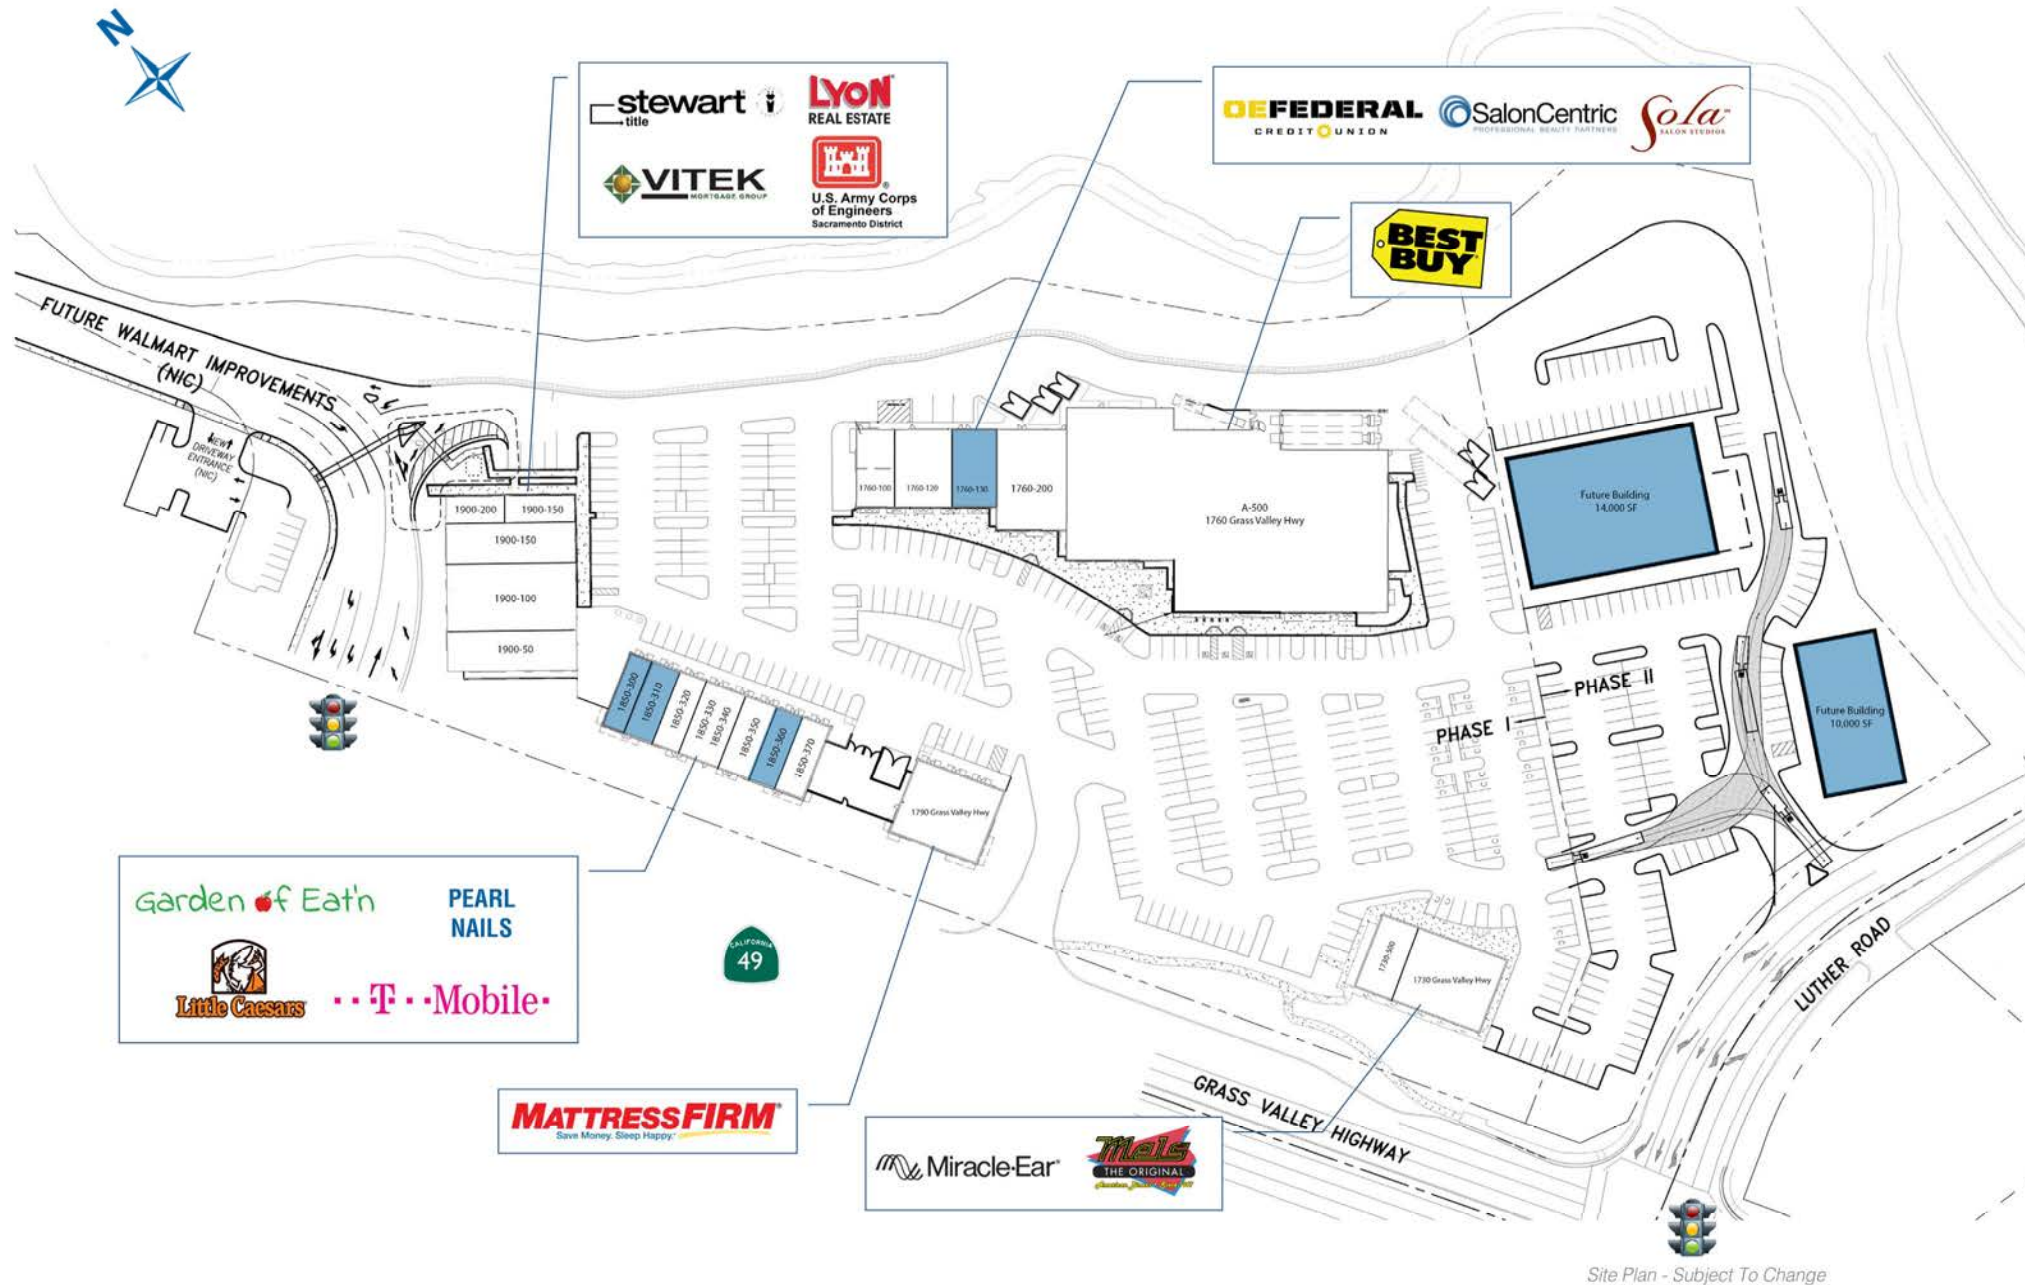 N
stewart
title
LYON
REAL ESTATE
VITEK
MORTGAGE GROUP
U.S. Army Corps
of Engineers
Sacramento District
OEFEDERAL
CREDIT UNION
SalonCentric
PROFESSIONAL BEAUTY PARTNERS
Sola
SALON STUDIOS
BEST
BUY
FUTURE WALMART IMPROVEMENTS
(NIC)
NEW
DRIVEWAY
ENTRANCE
(NIC)
1900-200
1900-150
1900-150
1900-100
1900-50
1760-100
1760-120
1760-130
1760-200
A-500
1760 Grass Valley Hwy
Future Building
14,000 SF
Future Building
10,000 SF
PHASE II
PHASE I
1850-300
1850-310
1850-320
1850-330
1850-340
1850-350
1850-360
1850-370
1790 Grass Valley Hwy
Garden of Eat'n
PEARL
NAILS
Little Caesars
T Mobile
CALIFORNIA
49
1730-500
1730 Grass Valley Hwy
LUTHER ROAD
GRASS VALLEY HIGHWAY
MATTRESSFIRM
Save Money. Sleep Happy.
Miracle-Ear
Mels
THE ORIGINAL
Site Plan - Subject To Change